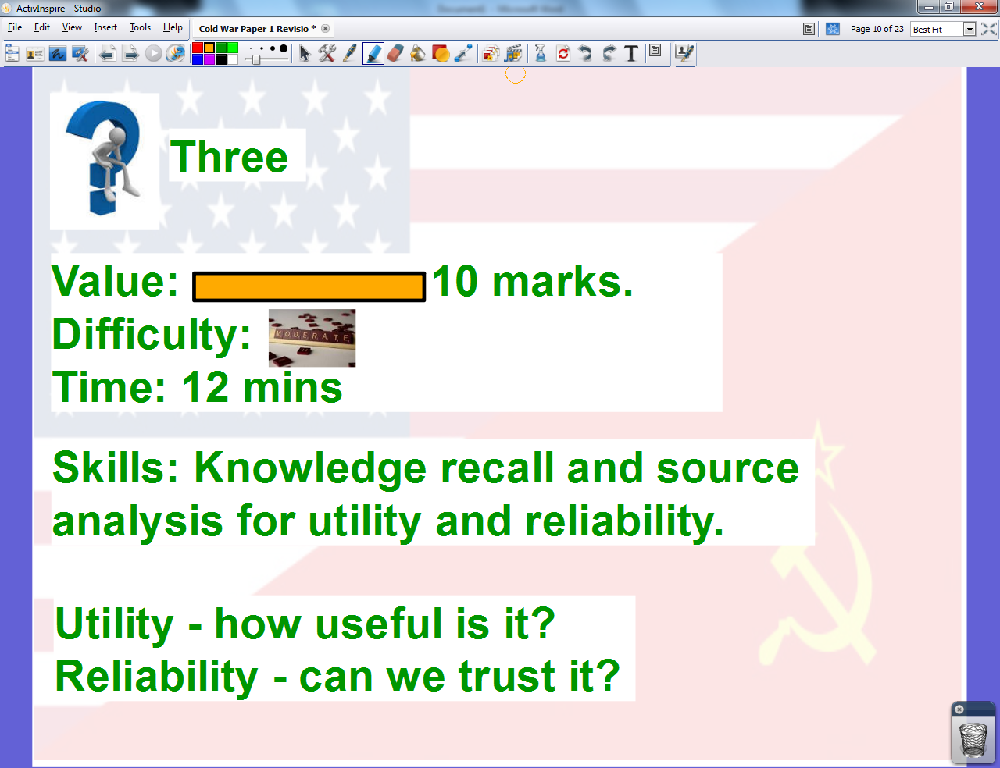 ActivInspire - Studio
File Edit View Insert Tools Help
Cold War Paper 1 Revisio *
Page 10 of 23
Best Fit
Three
Value: 10 marks.
Difficulty:
MODERATE
Time: 12 mins
Skills: Knowledge recall and source
analysis for utility and reliability.
Utility - how useful is it?
Reliability - can we trust it?